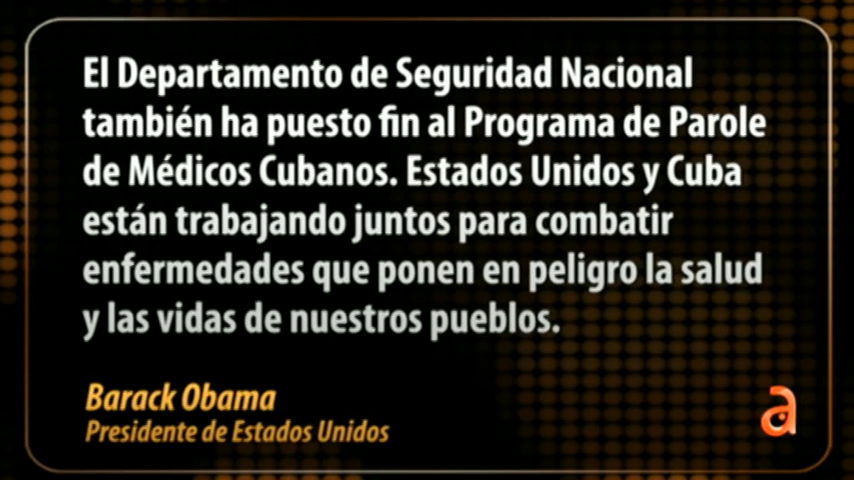 El Departamento de Seguridad Nacional
también ha puesto fin al Programa de Parole
de Médicos Cubanos. Estados Unidos y Cuba
están trabajando juntos para combatir
enfermedades que ponen en peligro la salud
y las vidas de nuestros pueblos.
Barack Obama
Presidente de Estados Unidos
a